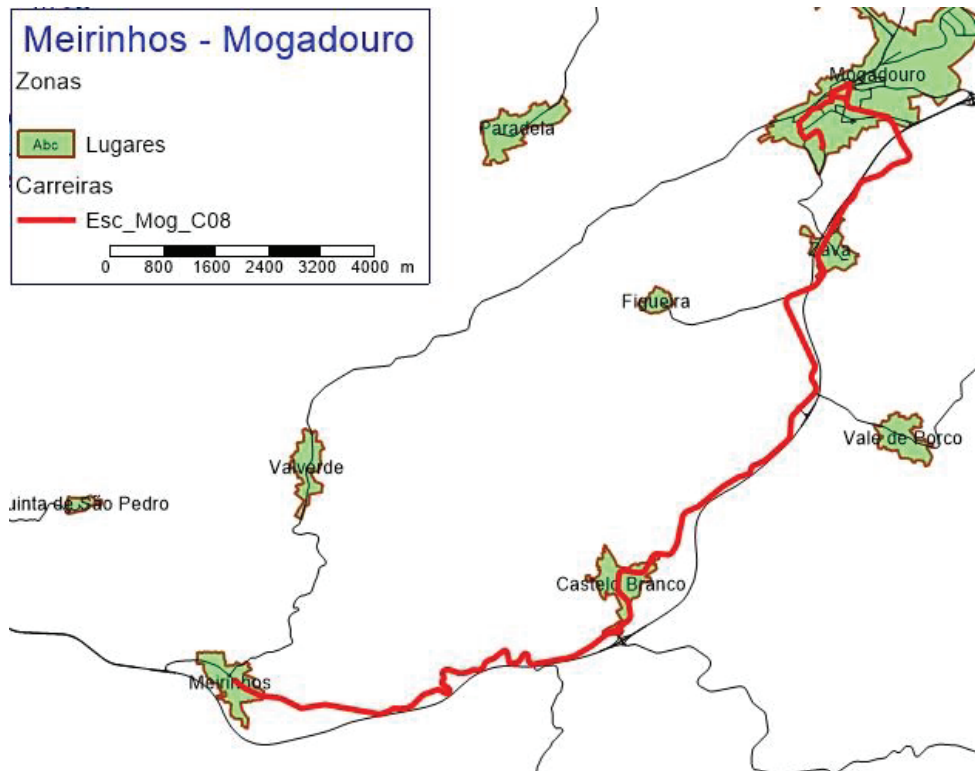 Meirinhos - Mogadouro
Zonas
Abc Lugares
Carreiras
Esc_Mog_C08
0 800 1600 2400 3200 4000 m
Mogadouro
Paradela
Zava
Figueira
Vale de Porco
Valverde
uinta de São Pedro
Castelo Branco
Meirinhos